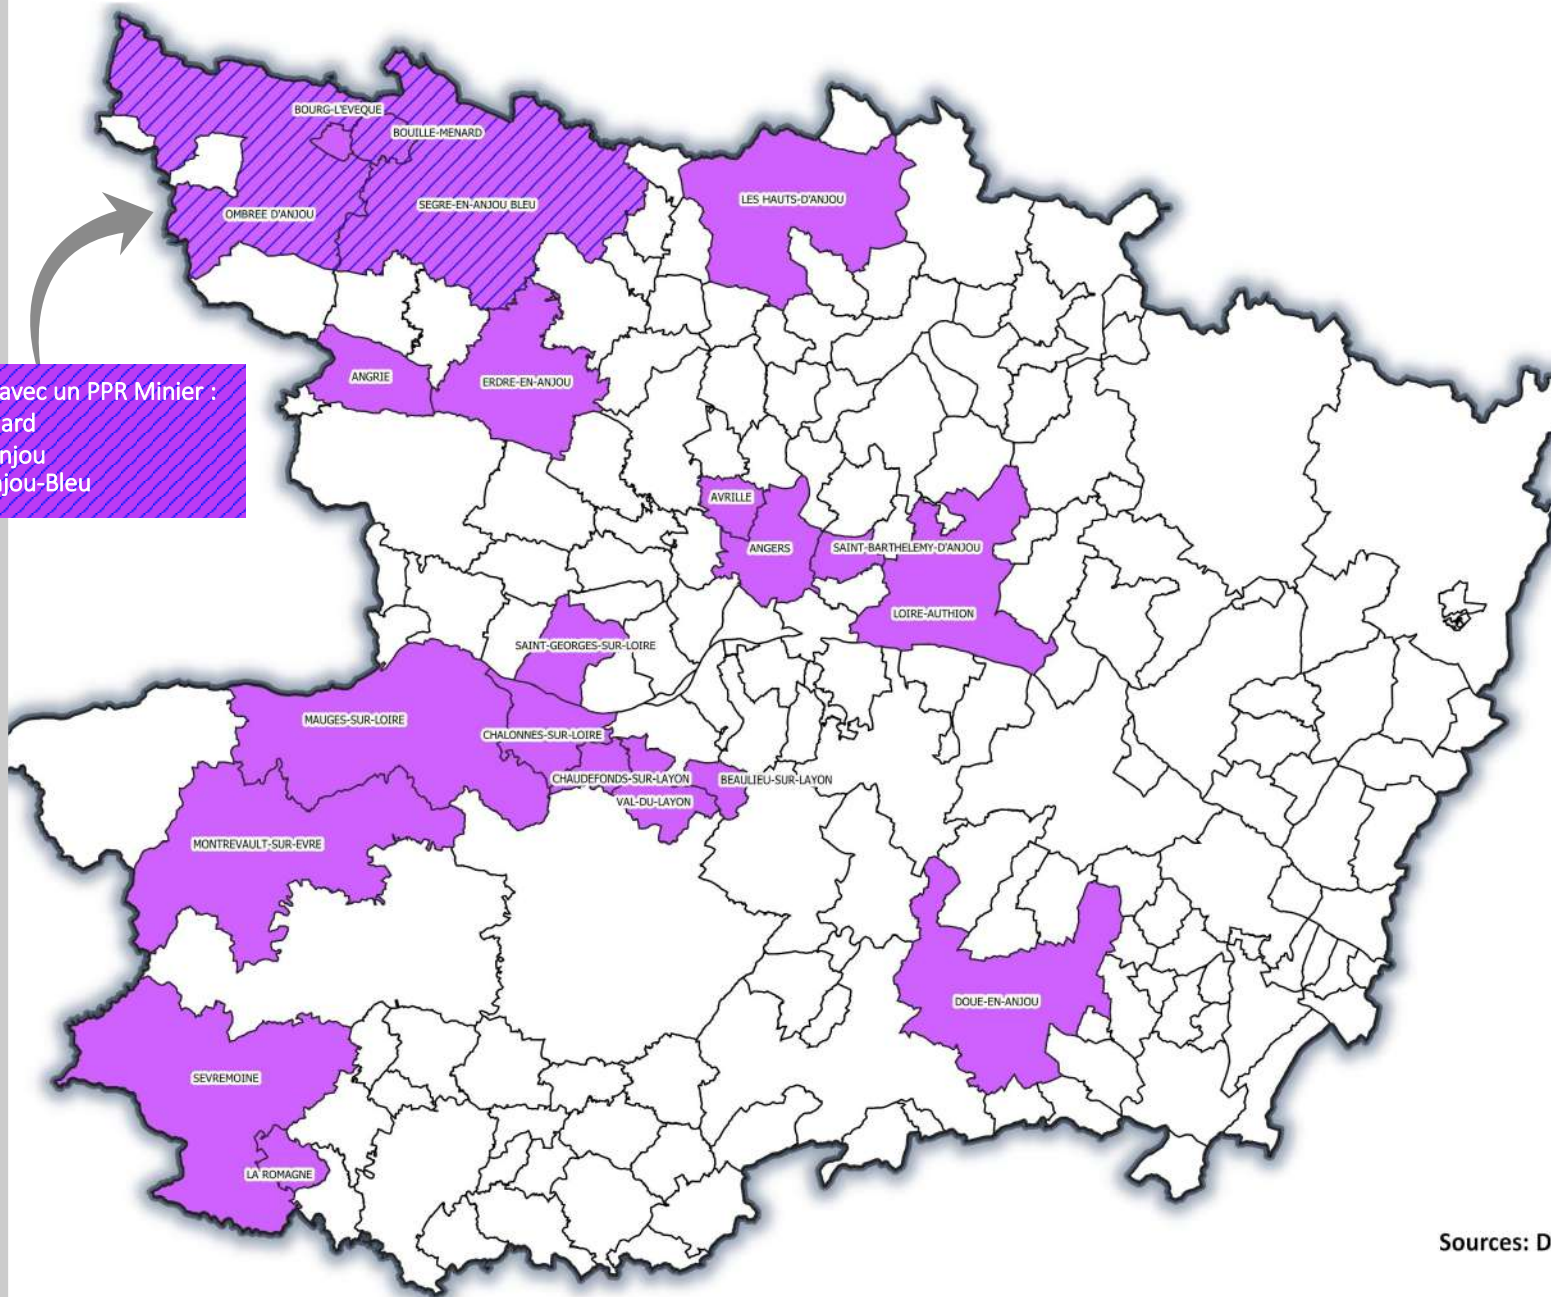 BOURG-L'EVEQUE
BOUILLE-MENARD
SEGRE-EN-ANJOU BLEU
OMBREE D'ANJOU
LES HAUTS-D'ANJOU
avec un PPR Minier :
ard
njou
jou-Bleu
ANGRIE
ERDRE-EN-ANJOU
AVRILLE
ANGERS
SAINT-BARTHELEMY-D'ANJOU
LOIRE-AUTHION
SAINT-GEORGES-SUR-LOIRE
MAUGES-SUR-LOIRE
CHALONNES-SUR-LOIRE
CHAUDEFONDS-SUR-LAYON
BEAULIEU-SUR-LAYON
VAL-DU-LAYON
MONTREVAULT-SUR-EVRE
DOUE-EN-ANJOU
SEVREMOINE
LA ROMAGNE
Sources: D